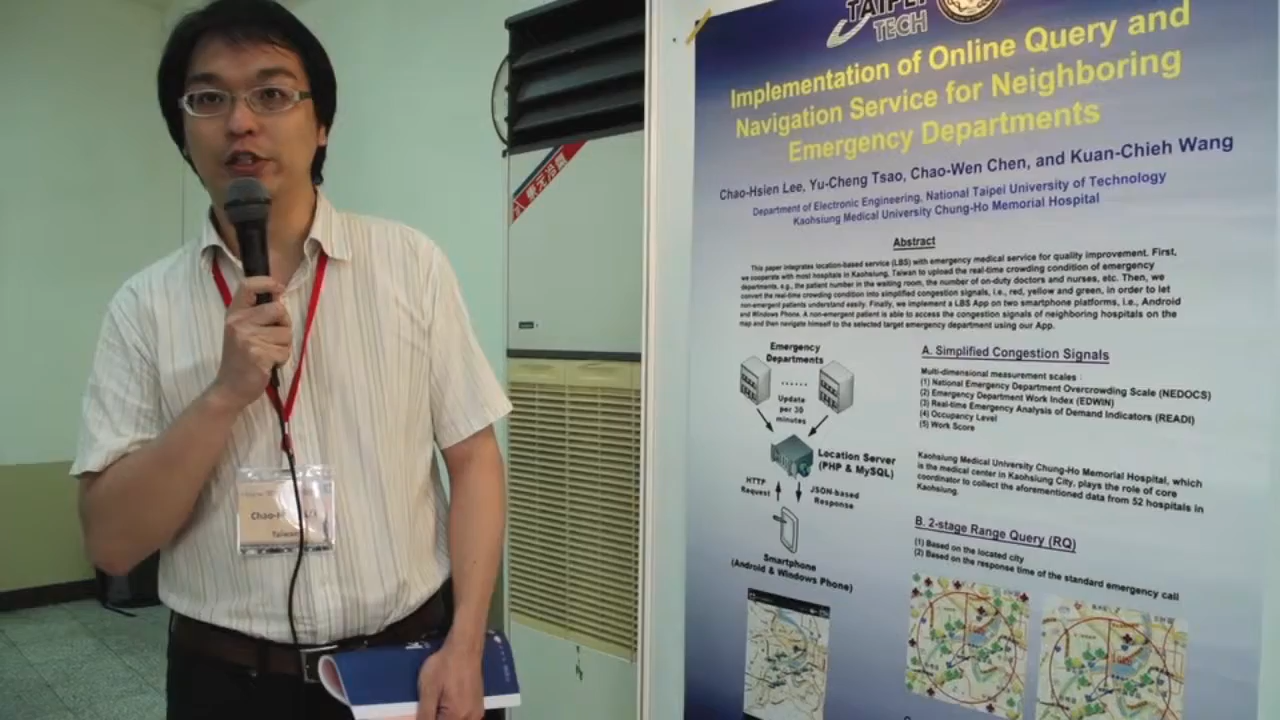 TAIPEI
TECH
Implementation of Online Query and
Navigation Service for Neighboring
Emergency Departments
Chao-Hsien Lee, Yu-Cheng Tsao, Chao-Wen Chen, and Kuan-Chieh Wang
Department of Electronic Engineering, National Taipei University of Technology
Kaohsiung Medical University Chung-Ho Memorial Hospital
Abstract
This paper integrates location-based service (LBS) with emergency medical service for quality improvement. First,
we cooperate with most hospitals in Kaohsiung, Taiwan to upload the real-time crowding condition of emergency
departments, e.g., the patient number in the waiting room, the number of on-duty doctors and nurses, etc. Then, we
convert the real-time crowding condition into simplified congestion signals, i.e., red, yellow and green, in order to let
non-emergent patients understand easily. Finally, we implement a LBS App on two smartphone platforms, i.e., Android
and Windows Phone. A non-emergent patient is able to access the congestion signals of neighboring hospitals on the
map and then navigate himself to the selected target emergency department using our App.
Emergency
Departments
......
Update
per 30
minutes
Location Server
(PHP & MySQL)
HTTP
Request
JSON-based
Response
Smartphone
(Android & Windows Phone)
A. Simplified Congestion Signals
Multi-dimensional measurement scales :
(1) National Emergency Department Overcrowding Scale (NEDOCS)
(2) Emergency Department Work Index (EDWIN)
(3) Real-time Emergency Analysis of Demand Indicators (READI)
(4) Occupancy Level
(5) Work Score
Kaohsiung Medical University Chung-Ho Memorial Hospital, which
is the medical center in Kaohsiung City, plays the role of core
coordinator to collect the aforementioned data from 52 hospitals in
Kaohsiung.
B. 2-stage Range Query (RQ)
(1) Based on the located city
(2) Based on the response time of the standard emergency call
Taiwan